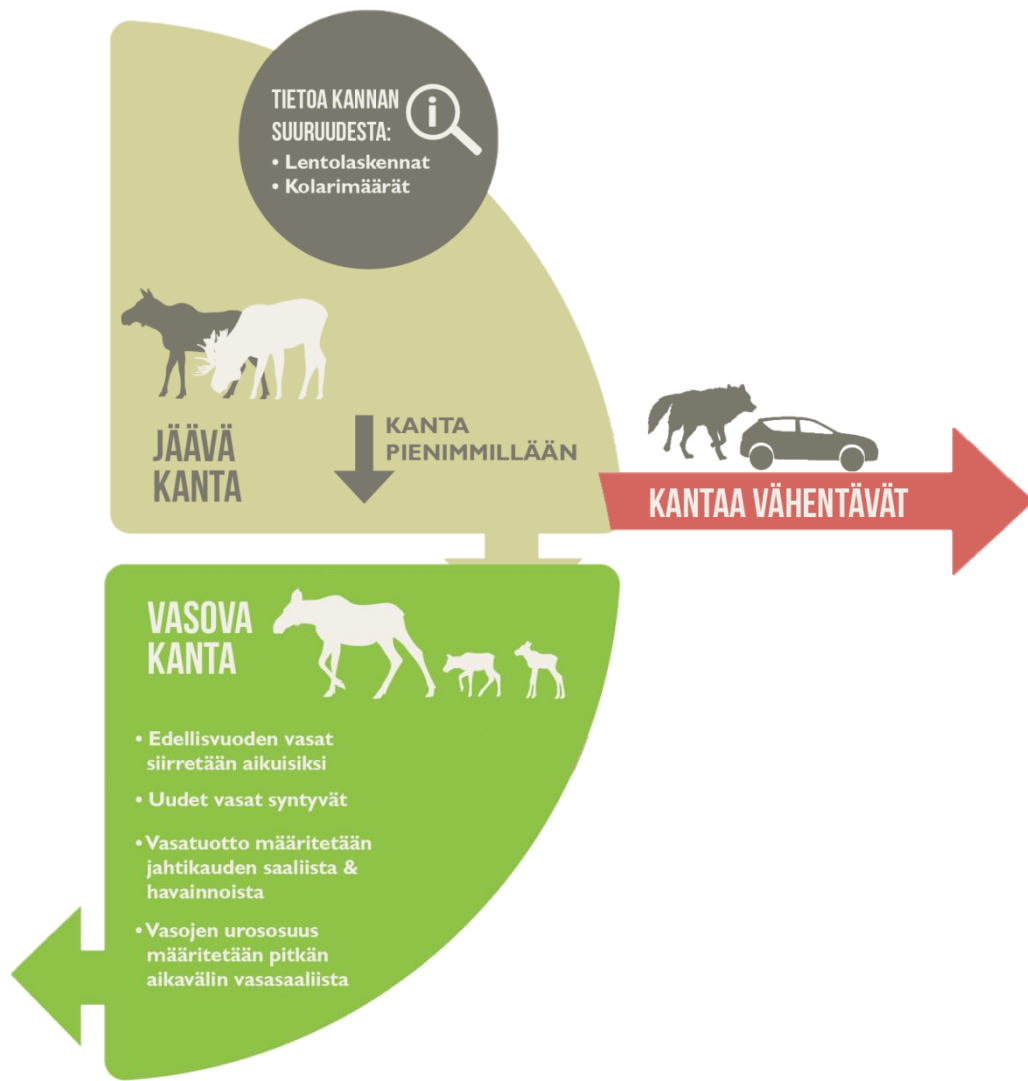 TIETOA KANNAN
SUURUUDESTA:
• Lentolaskennat
• Kolarimäärät
JÄÄVÄ
KANTA
KANTA
PIENIMMILLÄÄN
KANTAA VÄHENTÄVÄT
VASOVA
KANTA
• Edellisvuoden vasat
siirretään aikuisiksi
• Uudet vasat syntyvät
• Vasatuotto määritetään
jahtikauden saaliista &
havainnoista
• Vasojen urososuus
määritetään pitkän
aikavälin vasasaaliista